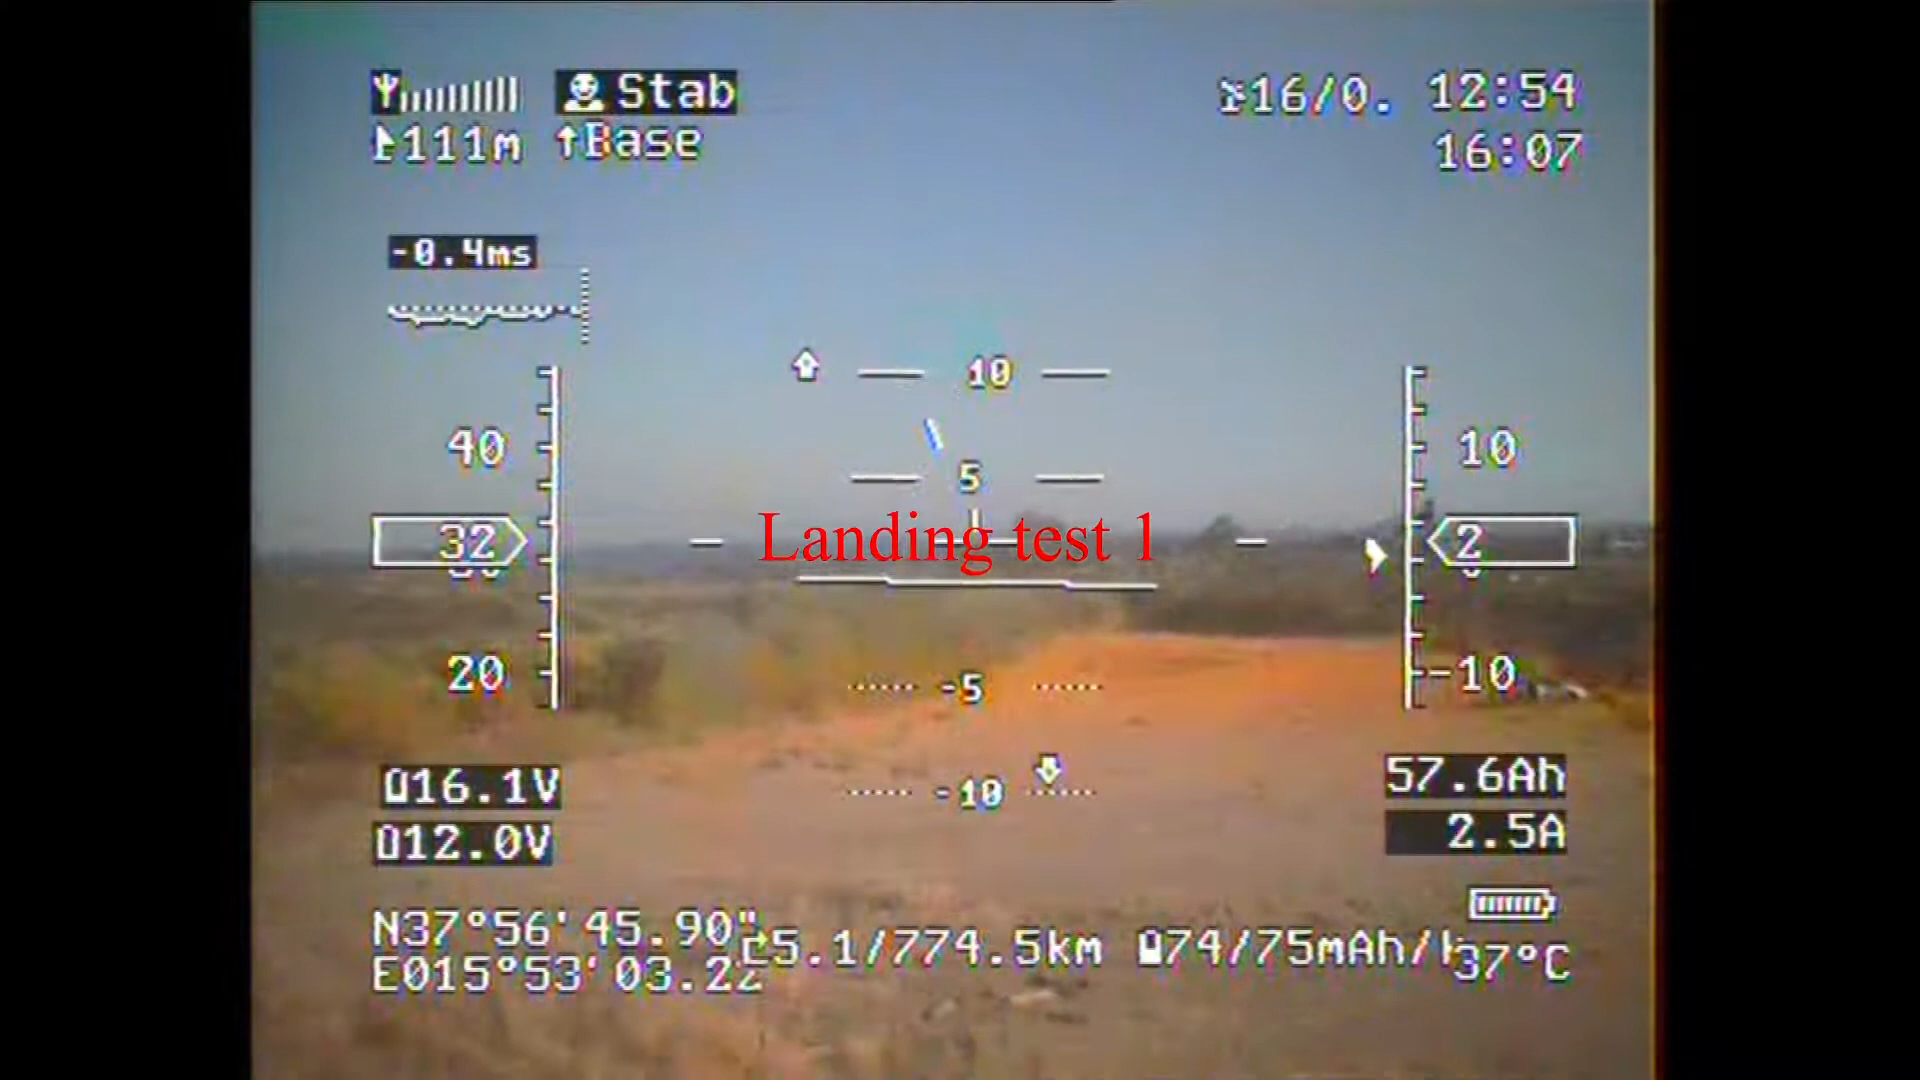 Stab
16/0. 12:54
111m
Base
16:07
-0.4ms
10
40
5
10
32
Landing test 1
2
20
-5
-10
16.1V
-10
57.6Ah
12.0V
2.5A
N37°56'45.90"
5.1/774.5km
74/75mAh/
37°C
E015°53'03.22